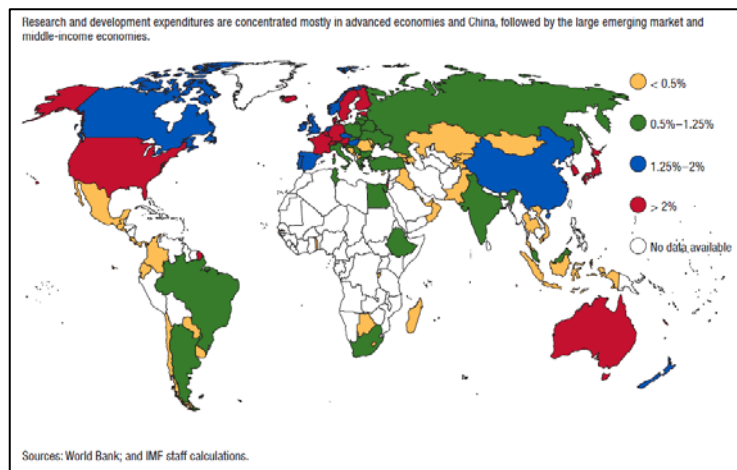 Research and development expenditures are concentrated mostly in advanced economies and China, followed by the large emerging market and
middle-income economies.
< 0.5%
0.5%–1.25%
1.25%–2%
> 2%
No data available
Sources: World Bank; and IMF staff calculations.